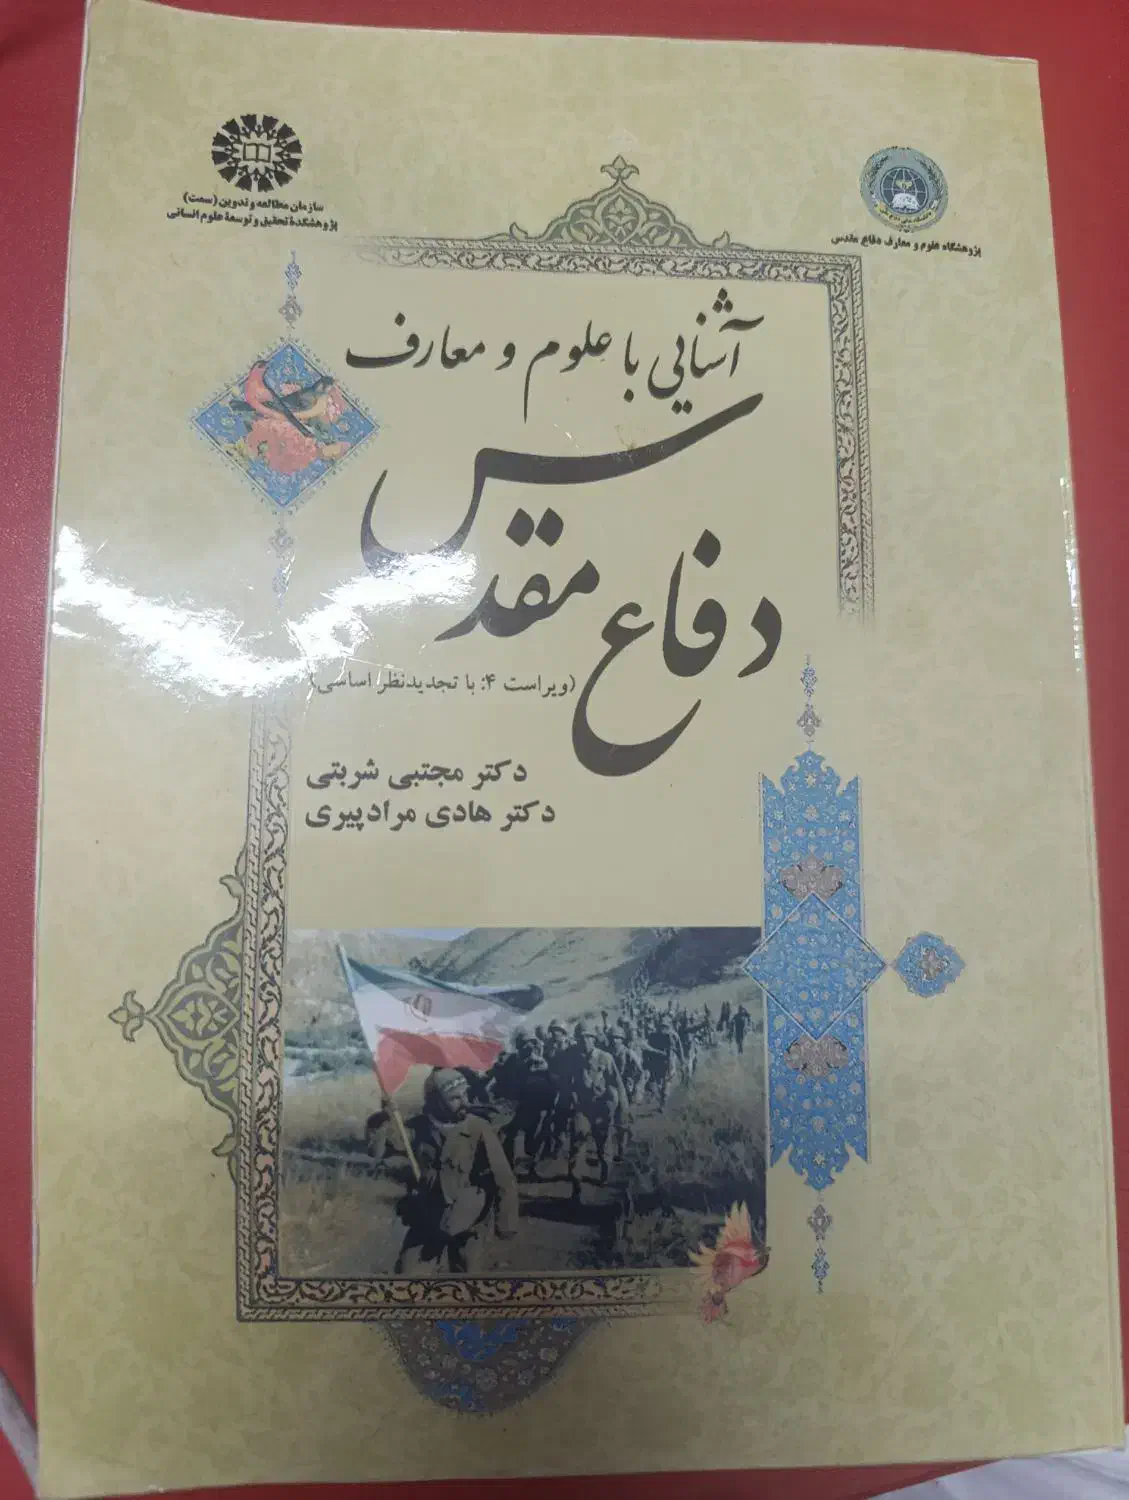 سازمان مطالعه و تدوین (سمت)
پژوهشکدهٔ تحقیق و توسعهٔ علوم انسانی
پژوهشگاه علوم و معارف دفاع مقدس
آشنایی با علوم و معارف
دفاع مقدس
(ویراست ۴: با تجدیدنظر اساسی)
دکتر مجتبی شربتی
دکتر هادی مرادپیری